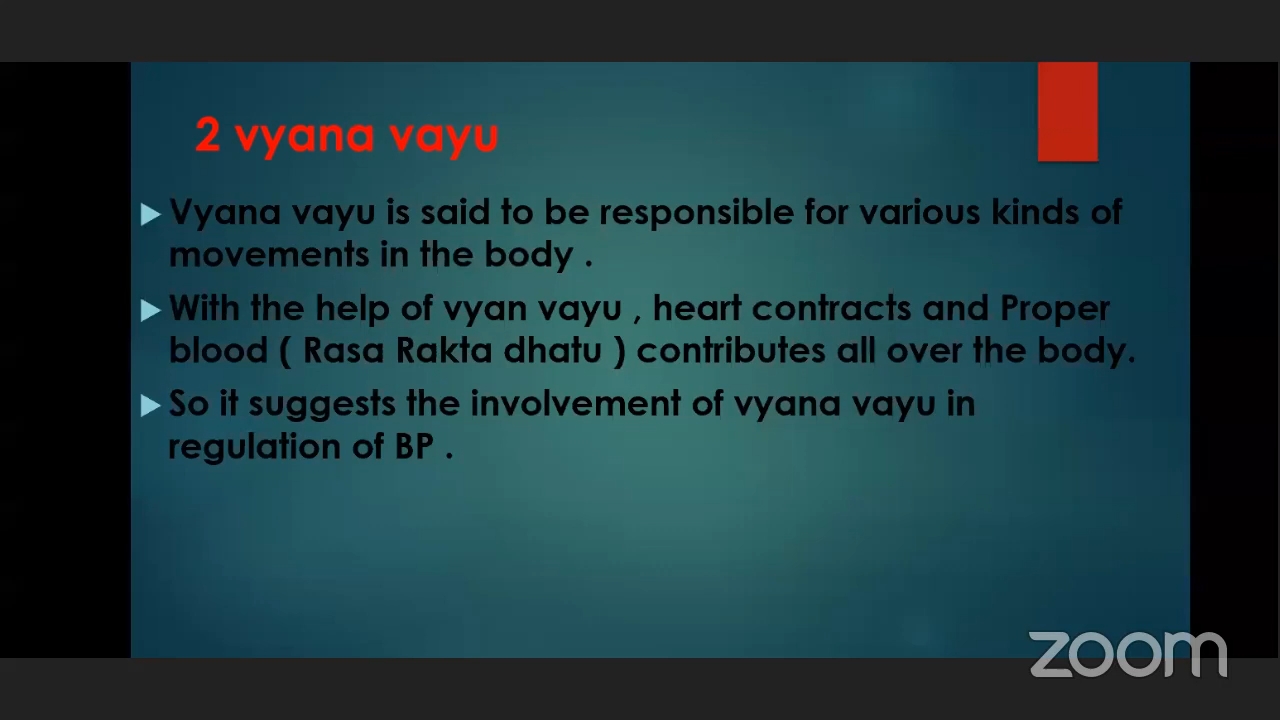 2 vyana vayu
Vyana vayu is said to be responsible for various kinds of
movements in the body .
With the help of vyan vayu , heart contracts and Proper
blood ( Rasa Rakta dhatu ) contributes all over the body.
So it suggests the involvement of vyana vayu in
regulation of BP .
zoom